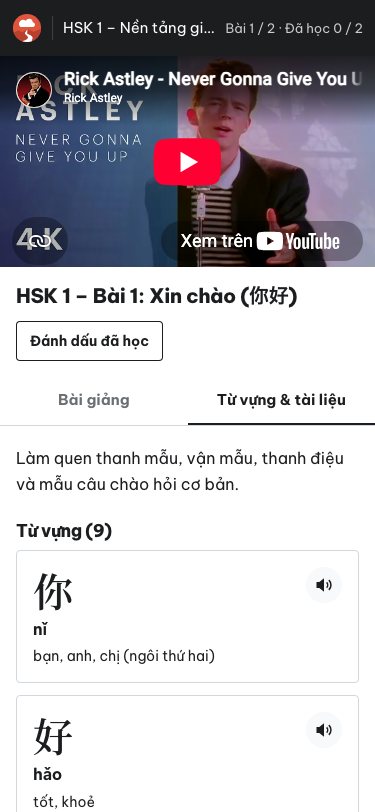 HSK 1 – Nền tảng gi...
Bài 1 / 2 · Đã học 0 / 2
Rick Astley - Never Gonna Give You U
Rick Astley
ASTLEY
NEVER GONNA
GIVE YOU UP
4K
Xem trên YouTube
HSK 1 – Bài 1: Xin chào (你好)
Đánh dấu đã học
Bài giảng
Từ vựng & tài liệu
Làm quen thanh mẫu, vận mẫu, thanh điệu
và mẫu câu chào hỏi cơ bản.
Từ vựng (9)
你
nǐ
bạn, anh, chị (ngôi thứ hai)
好
hǎo
tốt, khoẻ